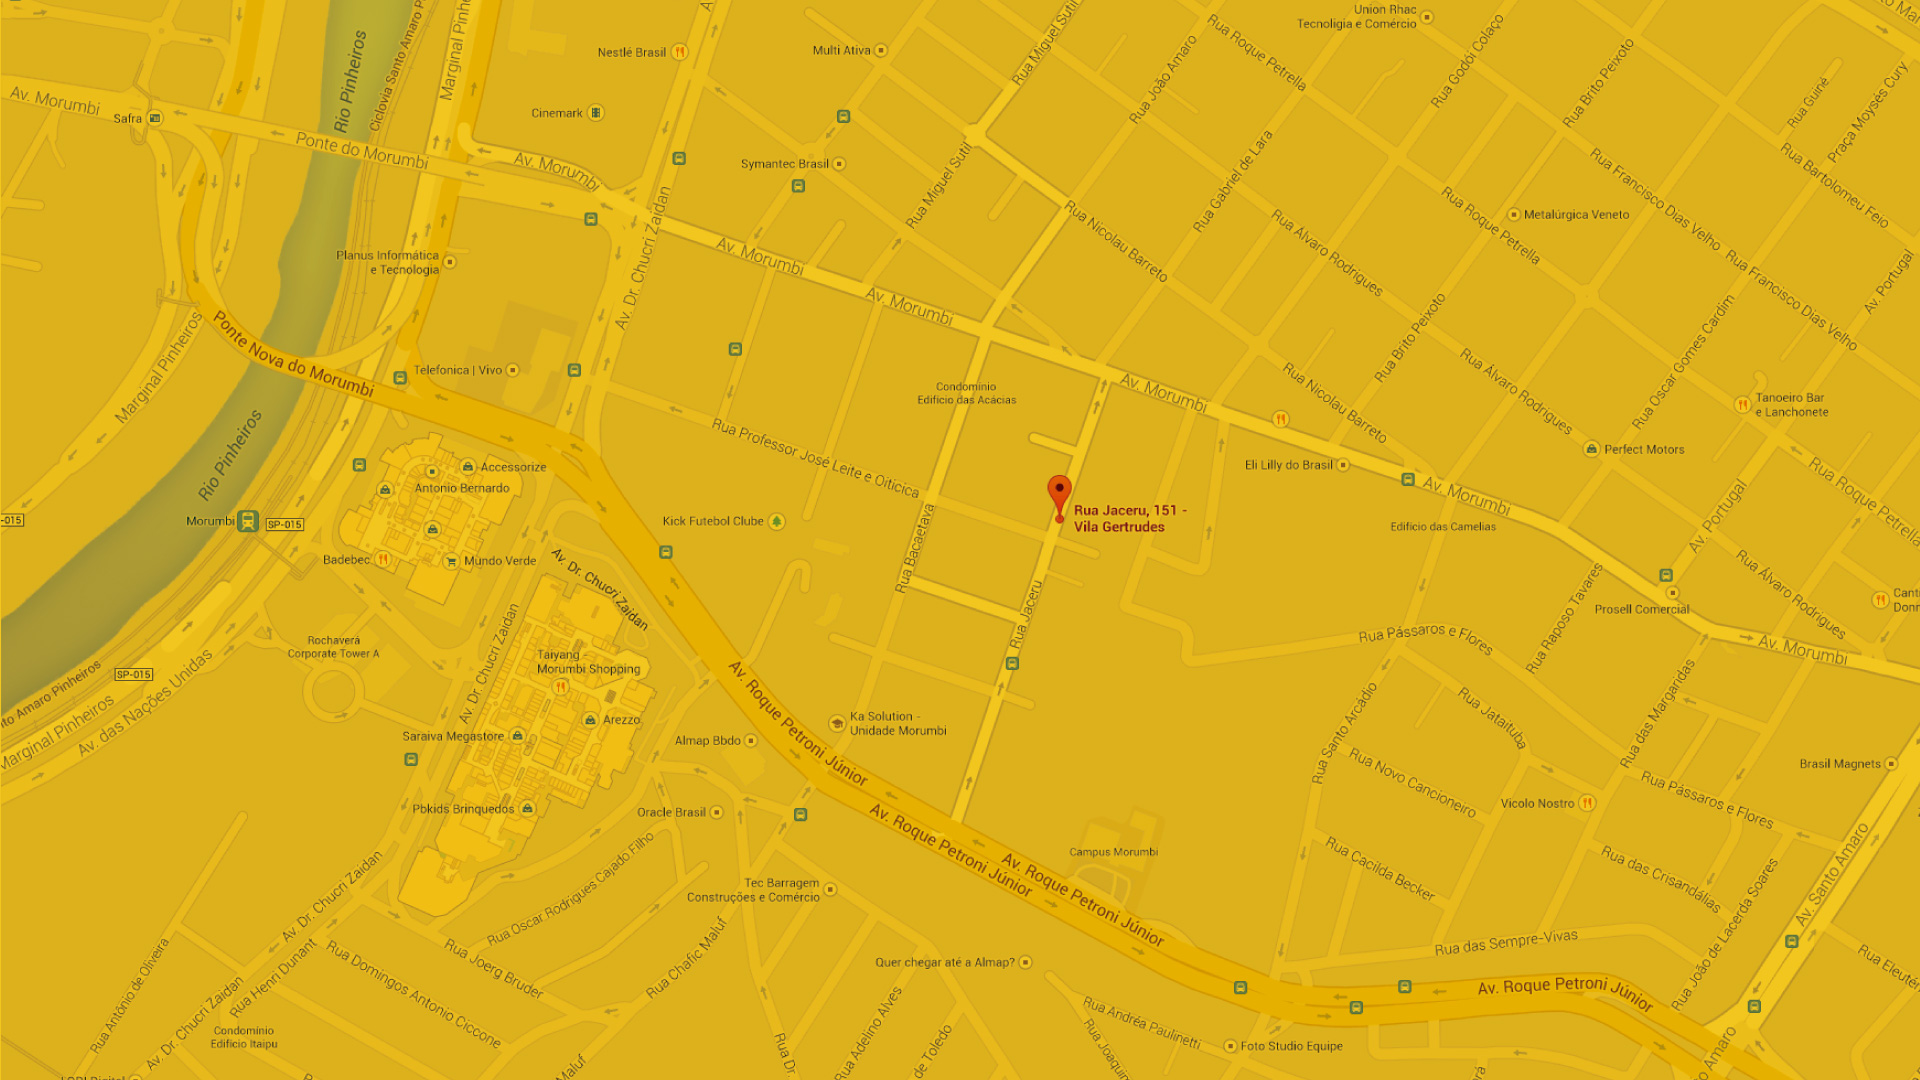 Union Rhac
Tecnoligia e Comércio
Nestlé Brasil
Multi Ativa
Rua Miguel Sutil
Rua João Amaro
Rua Roque Petrella
Rua Godói Colaço
Rua Brito Peixoto
Rua Guiné
Praça Moysés Cury
Rio Pinheiros
Av. Morumbi
Safra
Cinemark
Ponte do Morumbi
Av. Morumbi
Symantec Brasil
Rua Miguel Sutil
Rua Gabriel de Lara
Rua Bartolomeu Feio
Rua Francisco Dias Velho
Rua Roque Petrella
Metalúrgica Veneto
Rua Nicolau Barreto
Rua Álvaro Rodrigues
Planus Informática
e Tecnologia
Av. Dr. Chucri Zaidan
Av. Morumbi
Av. Morumbi
Rua Francisco Dias Velho
Av. Portugal
Marginal Pinheiros
Ponte Nova do Morumbi
Telefonica | Vivo
Condomínio
Edifício das Acácias
Av. Morumbi
Rua Nicolau Barreto
Rua Brito Peixoto
Rua Álvaro Rodrigues
Rua Oscar Gomes Cardim
Tanoeiro Bar
e Lanchonete
Rio Pinheiros
Rua Professor José Leite e Oiticica
Accessorize
Antonio Bernardo
Eli Lilly do Brasil
Perfect Motors
Rua Roque Petrella
Av. Morumbi
-015
Morumbi
SP-015
Kick Futebol Clube
Rua Jaceru, 151 -
Vila Gertrudes
Edifício das Camelias
Av. Portugal
Badebec
Mundo Verde
Av. Dr. Chucri Zaidan
Rua Bacaetava
Rua Jaceru
Rua Raposo Tavares
Prosell Comercial
Rua Álvaro Rodrigues
Rochaverá
Corporate Tower A
Av. Dr. Chucri Zaidan
Taiyang -
Morumbi Shopping
Rua Pássaros e Flores
Av. Morumbi
SP-015
Marginal Pinheiros
Av. das Nações Unidas
Arezzo
Saraiva Megastore
Almap Bbdo
Ka Solution -
Unidade Morumbi
Av. Roque Petroni Júnior
Rua Santo Arcádio
Rua Jataituba
Rua das Margaridas
Rua Novo Cancioneiro
Brasil Magnets
Vicolo Nostro
Rua Pássaros e Flores
Pbkids Brinquedos
Oracle Brasil
Av. Roque Petroni Júnior
Av. Roque Petroni Júnior
Campus Morumbi
Rua Cacilda Becker
Rua das Crisandálias
Rua João de Lacerda Soares
Av. Santo Amaro
Rua Oscar Rodrigues Cajado Filho
Tec Barragem
Construções e Comércio
Av. Dr. Chucri Zaidan
Rua Joerg Bruder
Rua Chafic Maluf
Rua das Sempre-Vivas
Rua Antônio de Oliveira
Rua Henri Dunant
Rua Domingos Antonio Ciccone
Quer chegar até a Almap?
Av. Roque Petroni Júnior
Av. Dr. Chucri Zaidan
Condomínio
Edifício Itaipu
Rua Adelino Alves
de Toledo
Rua Andréa Paulinetti
Foto Studio Equipe
Maluf
Rua Dr.
Amaro